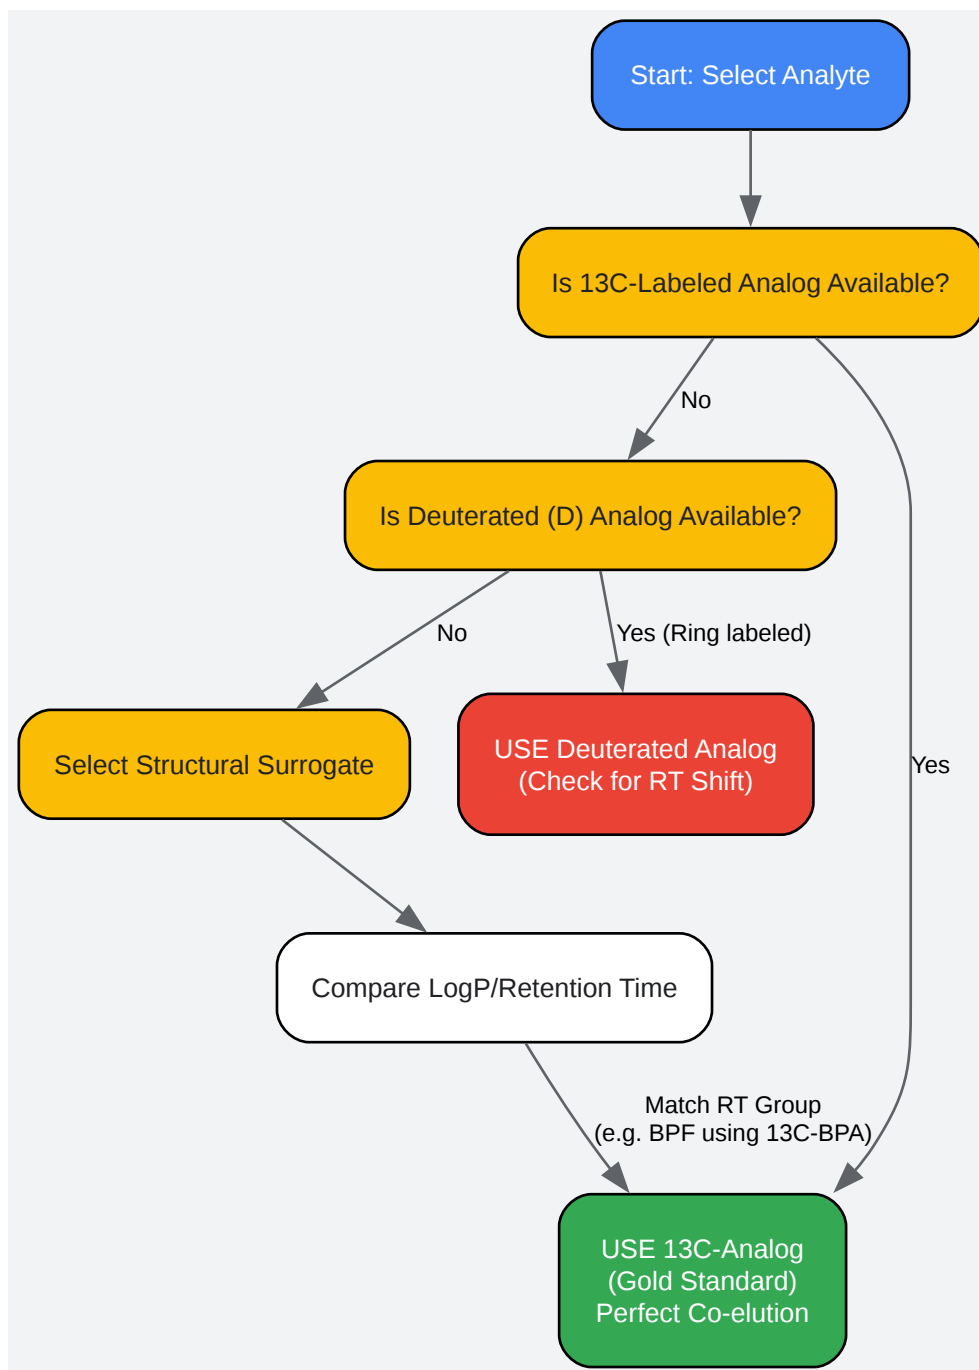 Start: Select Analyte
Is 13C-Labeled Analog Available?
No
Is Deuterated (D) Analog Available?
No
Yes (Ring labeled)
Select Structural Surrogate
USE Deuterated Analog
(Check for RT Shift)
Yes
Compare LogP/Retention Time
Match RT Group
(e.g. BPF using 13C-BPA)
USE 13C-Analog
(Gold Standard)
Perfect Co-elution